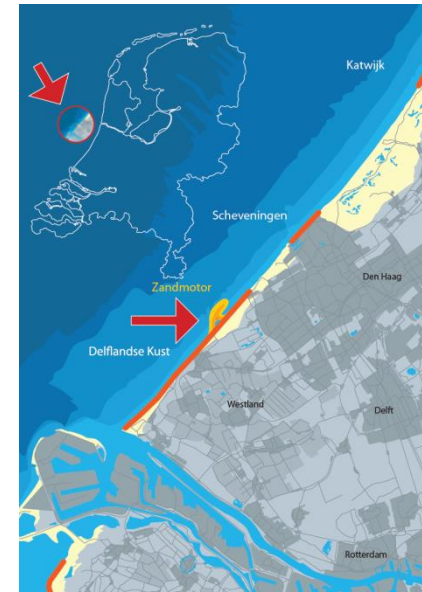 Katwijk
Scheveningen
Den Haag
Zandmotor
Delflandse Kust
Westland
Delft
Rotterdam